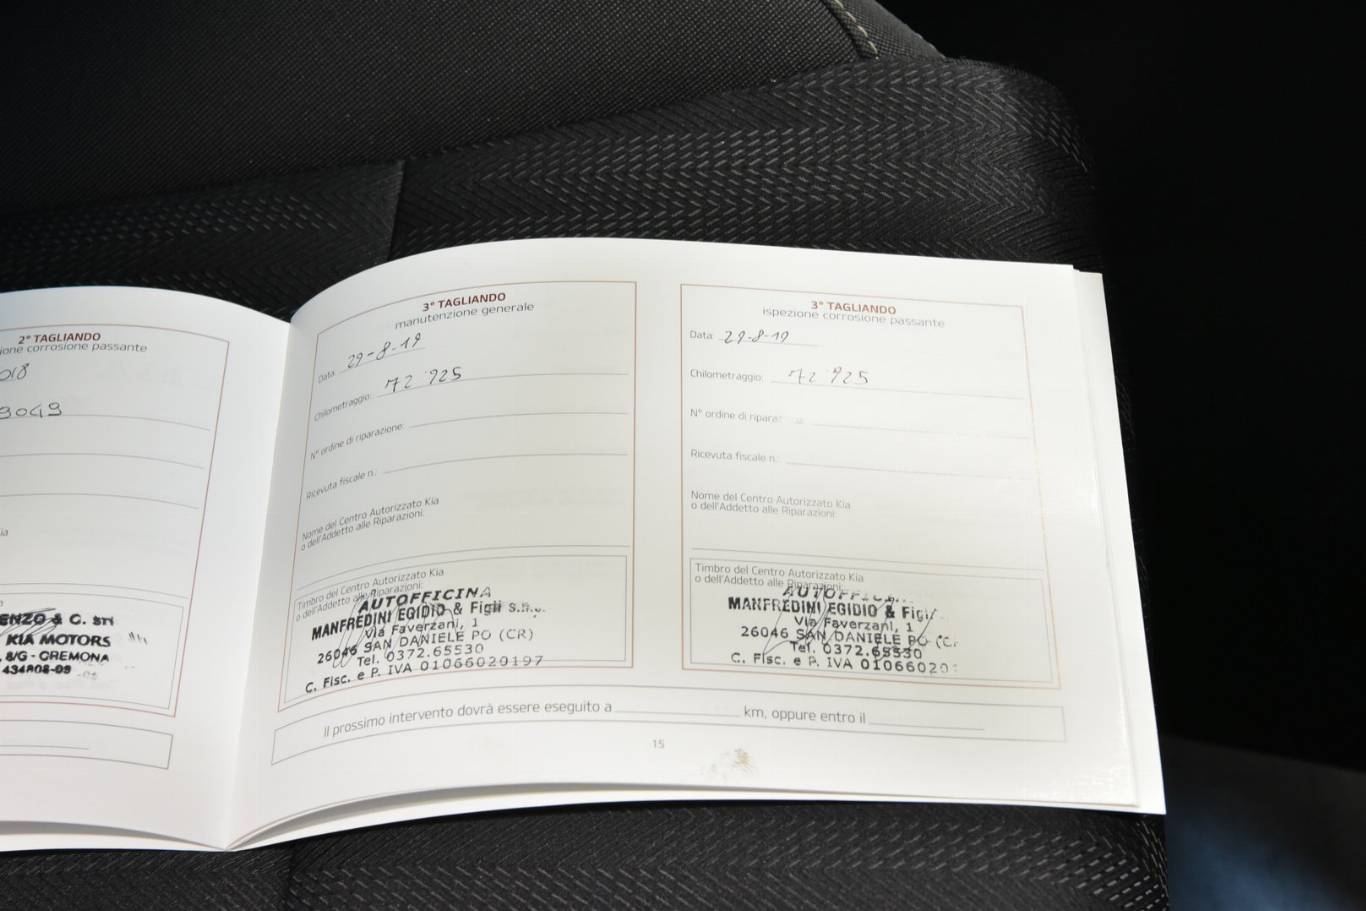 2° TAGLIANDO
ione corrosione passante
018
9049
ia
ENZO & C. Srl
KIA MOTORS
8/G - CREMONA
3° TAGLIANDO
manutenzione generale
Data: 29-8-19
Chilometraggio: 72 925
N° ordine di riparazione:
Ricevuta fiscale n.:
Nome del Centro Autorizzato Kia
o dell'Addetto alle Riparazioni:
Timbro del Centro Autorizzato Kia
o dell'Addetto alle Riparazioni:
AUTOFFICINA
MANFREDINI EGIDIO & Figli s.n.c.
Via Faverzani, 1
26046 SAN DANIELE PO (CR)
Tel. 0372.65530
C. Fisc. e P. IVA 01066020197
3° TAGLIANDO
ispezione corrosione passante
Data: 29-8-19
Chilometraggio: 72 925
N° ordine di ripara
Ricevuta fiscale n.:
Nome del Centro Autorizzato Kia
o dell'Addetto alle Riparazioni:
Timbro del Centro Autorizzato Kia
o dell'Addetto alle Riparazioni:
MANFREDINI EGIDIO & Figli
Via Faverzani, 1
26046 SAN DANIELE PO (C
Tel. 0372.65530
C. Fisc. e P. IVA 01066020
Il prossimo intervento dovrà essere eseguito a km, oppure entro il
15